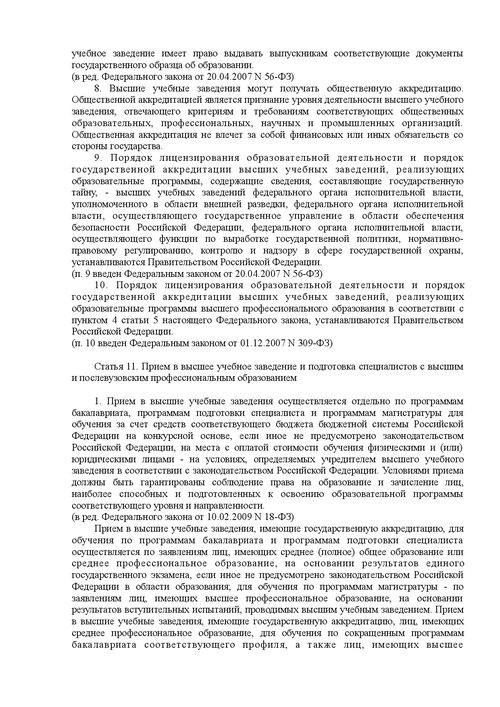 учебное заведение имеет право выдавать выпускникам соответствующие документы
государственного образца об образовании.
(в ред. Федерального закона от 20.04.2007 N 56-ФЗ)
8. Высшие учебные заведения могут получать общественную аккредитацию.
Общественной аккредитацией является признание уровня деятельности высшего учебного
заведения, отвечающего критериям и требованиям соответствующих общественных
образовательных, профессиональных, научных и промышленных организаций.
Общественная аккредитация не влечет за собой финансовых или иных обязательств со
стороны государства.
9. Порядок лицензирования образовательной деятельности и порядок
государственной аккредитации высших учебных заведений, реализующих
образовательные программы, содержащие сведения, составляющие государственную
тайну, - высших учебных заведений федерального органа исполнительной власти,
уполномоченного в области внешней разведки, федерального органа исполнительной
власти, осуществляющего государственное управление в области обеспечения
безопасности Российской Федерации, федерального органа исполнительной власти,
осуществляющего функции по выработке государственной политики, нормативно-
правовому регулированию, контролю и надзору в сфере государственной охраны,
устанавливаются Правительством Российской Федерации.
(п. 9 введен Федеральным законом от 20.04.2007 N 56-ФЗ)
10. Порядок лицензирования образовательной деятельности и порядок
государственной аккредитации высших учебных заведений, реализующих
образовательные программы высшего профессионального образования в соответствии с
пунктом 4 статьи 5 настоящего Федерального закона, устанавливаются Правительством
Российской Федерации.
(п. 10 введен Федеральным законом от 01.12.2007 N 309-ФЗ)
Статья 11. Прием в высшее учебное заведение и подготовка специалистов с высшим
и послевузовским профессиональным образованием
1. Прием в высшие учебные заведения осуществляется отдельно по программам
бакалавриата, программам подготовки специалиста и программам магистратуры для
обучения за счет средств соответствующего бюджета бюджетной системы Российской
Федерации на конкурсной основе, если иное не предусмотрено законодательством
Российской Федерации, на места с оплатой стоимости обучения физическими и (или)
юридическими лицами - на условиях, определяемых учредителем высшего учебного
заведения в соответствии с законодательством Российской Федерации. Условиями приема
должны быть гарантированы соблюдение права на образование и зачисление лиц,
наиболее способных и подготовленных к освоению образовательной программы
соответствующего уровня и направленности.
(в ред. Федерального закона от 10.02.2009 N 18-ФЗ)
Прием в высшие учебные заведения, имеющие государственную аккредитацию, для
обучения по программам бакалавриата и программам подготовки специалиста
осуществляется по заявлениям лиц, имеющих среднее (полное) общее образование или
среднее профессиональное образование, на основании результатов единого
государственного экзамена, если иное не предусмотрено законодательством Российской
Федерации в области образования; для обучения по программам магистратуры - по
заявлениям лиц, имеющих высшее профессиональное образование, на основании
результатов вступительных испытаний, проводимых высшим учебным заведением. Прием
в высшие учебные заведения, имеющие государственную аккредитацию, лиц, имеющих
среднее профессиональное образование, для обучения по сокращенным программам
бакалавриата соответствующего профиля, а также лиц, имеющих высшее